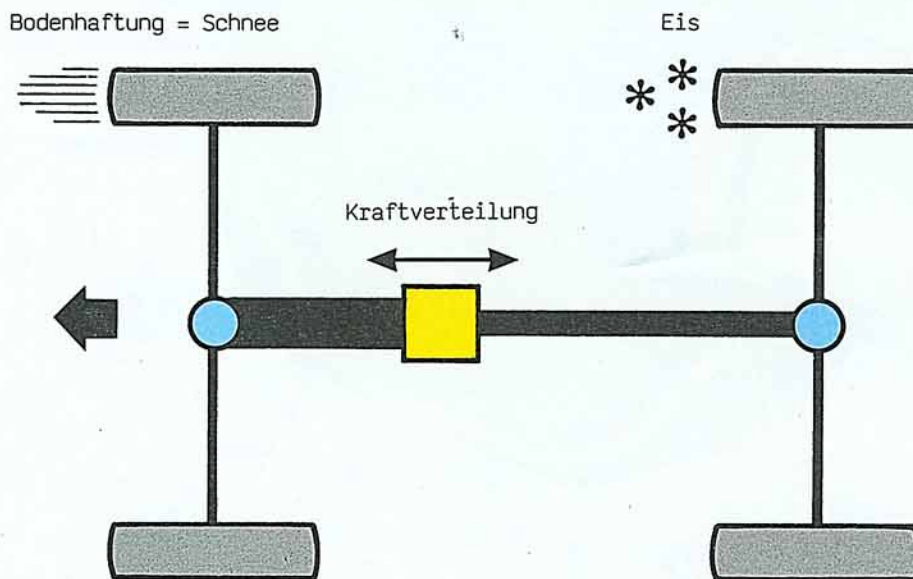 Bodenhaftung = Schnee
Eis
Kraftverteilung